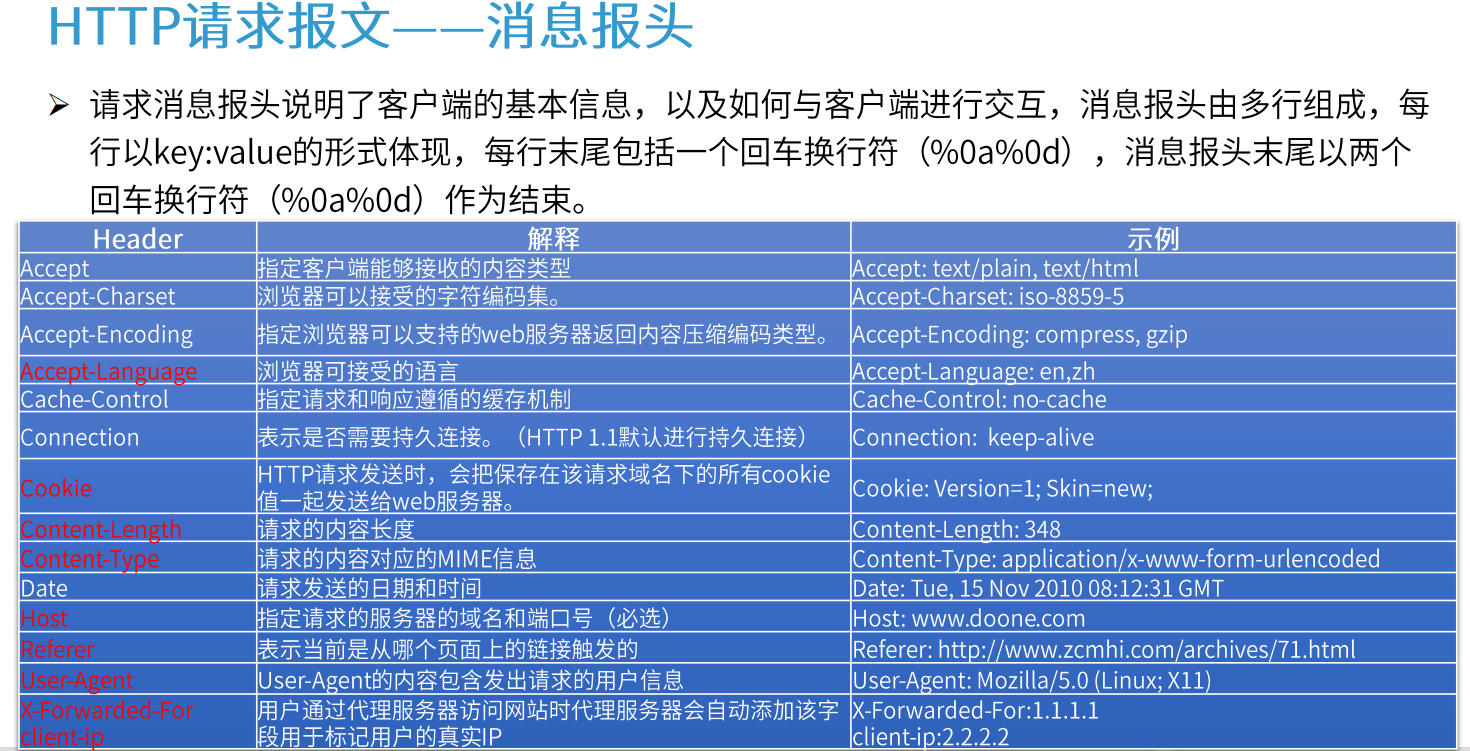 HTTP请求报文——消息报头
➢ 请求消息报头说明了客户端的基本信息，以及如何与客户端进行交互，消息报头由多行组成，每
行以key:value的形式体现，每行末尾包括一个回车换行符（%0a%0d），消息报头末尾以两个
回车换行符（%0a%0d）作为结束。
Header 解释 示例
Accept 指定客户端能够接收的内容类型 Accept: text/plain, text/html
Accept-Charset 浏览器可以接受的字符编码集。 Accept-Charset: iso-8859-5
Accept-Encoding 指定浏览器可以支持的web服务器返回内容压缩编码类型。 Accept-Encoding: compress, gzip
Accept-Language 浏览器可接受的语言 Accept-Language: en,zh
Cache-Control 指定请求和响应遵循的缓存机制 Cache-Control: no-cache
Connection 表示是否需要持久连接。（HTTP 1.1默认进行持久连接） Connection: keep-alive
Cookie HTTP请求发送时，会把保存在该请求域名下的所有cookie
值一起发送给web服务器。 Cookie: Version=1; Skin=new;
Content-Length 请求的内容长度 Content-Length: 348
Content-Type 请求的内容对应的MIME信息 Content-Type: application/x-www-form-urlencoded
Date 请求发送的日期和时间 Date: Tue, 15 Nov 2010 08:12:31 GMT
Host 指定请求的服务器的域名和端口号（必选） Host: www.doone.com
Referer 表示当前是从哪个页面上的链接触发的 Referer: http://www.zcmhi.com/archives/71.html
User-Agent User-Agent的内容包含发出请求的用户信息 User-Agent: Mozilla/5.0 (Linux; X11)
X-Forwarded-For 用户通过代理服务器访问网站时代理服务器会自动添加该字 X-Forwarded-For:1.1.1.1
client-ip 段用于标记用户的真实IP client-ip:2.2.2.2